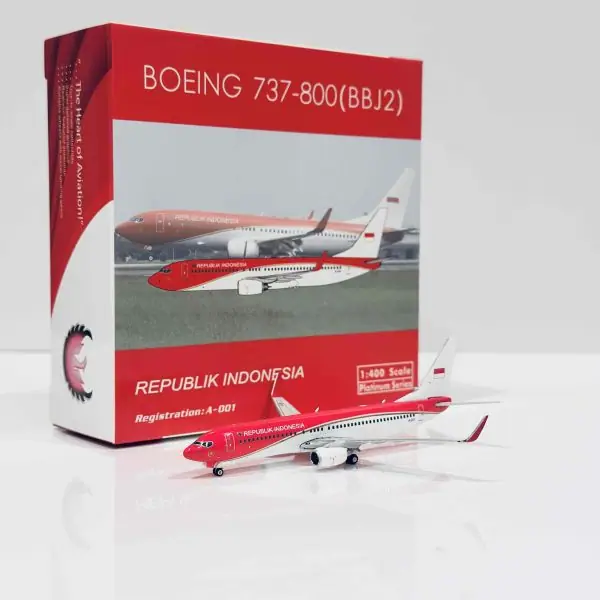 BOEING 737-800(BBJ2)
"...The Heart of Aviation!"
REPUBLIK INDONESIA
REPUBLIK INDONESIA
REPUBLIK INDONESIA
Registration: A-001
1:400 Scale
Platinum Series
REPUBLIK INDONESIA